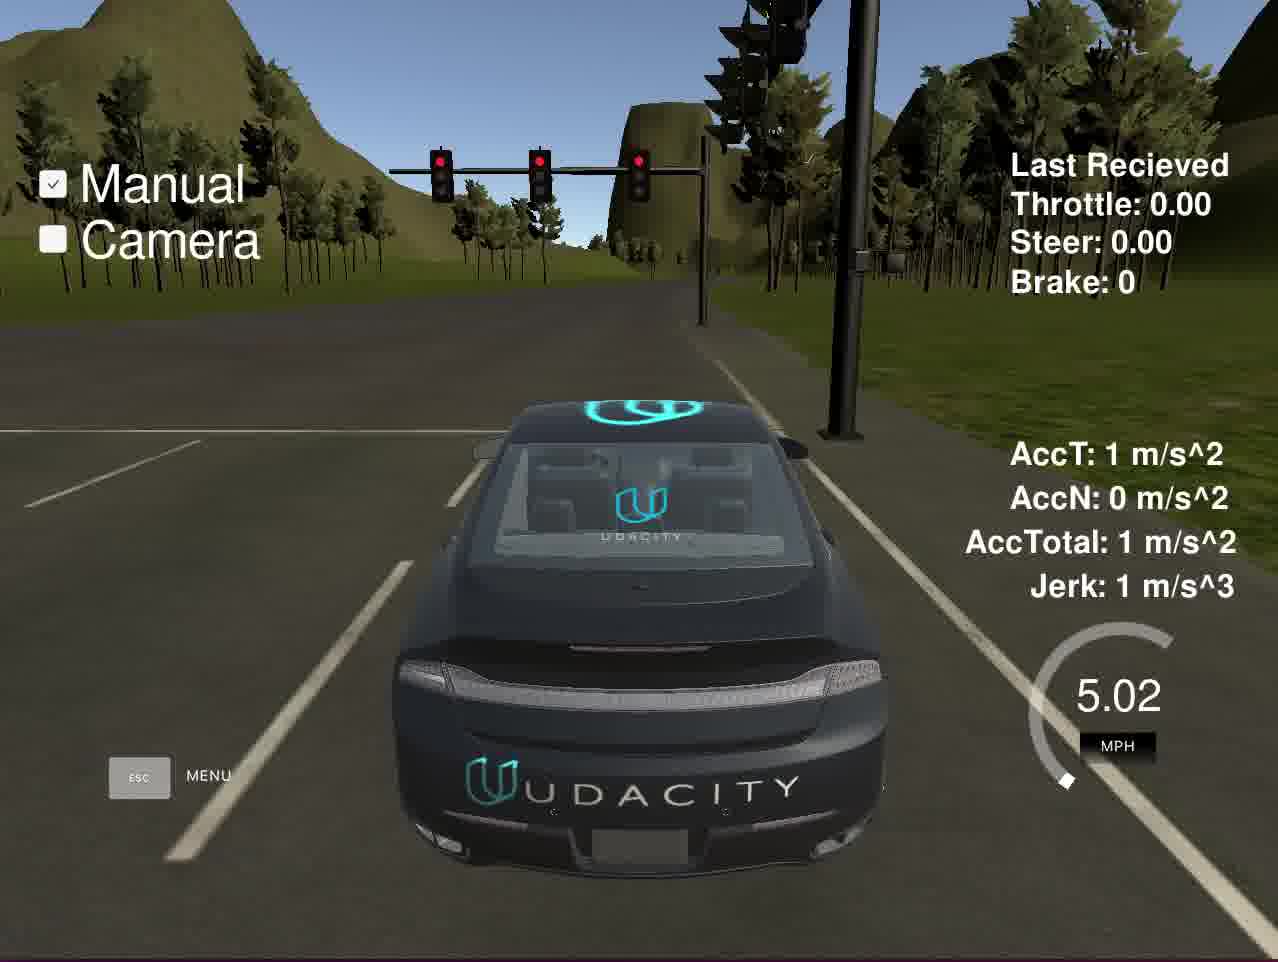 Manual
Camera
Last Recieved
Throttle: 0.00
Steer: 0.00
Brake: 0
AccT: 1 m/s^2
AccN: 0 m/s^2
AccTotal: 1 m/s^2
Jerk: 1 m/s^3
5.02
MPH
ESC MENU
UDACITY
UDACITY